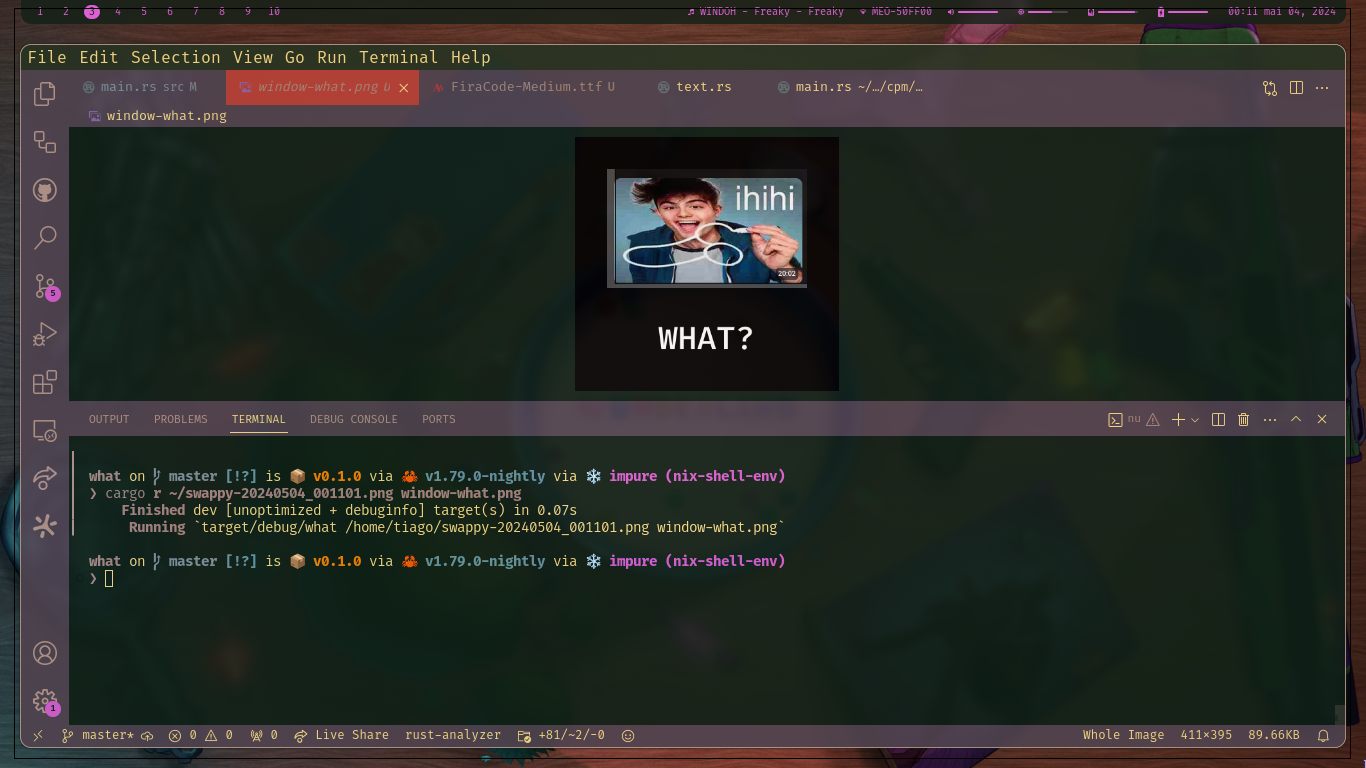 1 2 3 4 5 6 7 8 9 10 WINDOH - Freaky - Freaky MEO-50FF00 00:11 mai 04, 2024
File Edit Selection View Go Run Terminal Help
main.rs src M window-what.png U FiraCode-Medium.ttf U text.rs main.rs ~/…/cpm/…
window-what.png
ihihi
20:02
WHAT?
5
OUTPUT PROBLEMS TERMINAL DEBUG CONSOLE PORTS nu
what on master [!?] is 📦 v0.1.0 via 🦀 v1.79.0-nightly via ❄️ impure (nix-shell-env)
❯ cargo r ~/swappy-20240504_001101.png window-what.png
Finished dev [unoptimized + debuginfo] target(s) in 0.07s
Running `target/debug/what /home/tiago/swappy-20240504_001101.png window-what.png`
what on master [!?] is 📦 v0.1.0 via 🦀 v1.79.0-nightly via ❄️ impure (nix-shell-env)
❯
1
master* 0 0 0 Live Share rust-analyzer +81/~2/-0 Whole Image 411×395 89.66KB